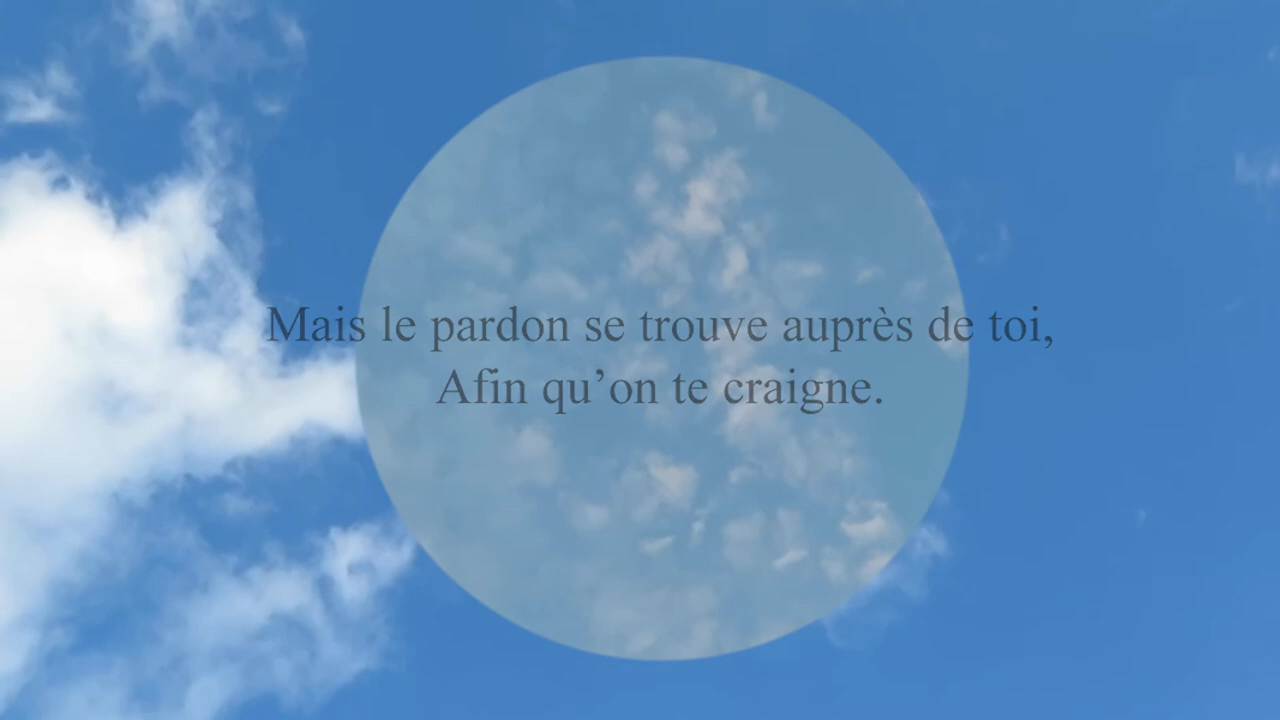 Mais le pardon se trouve auprès de toi,
Afin qu’on te craigne.